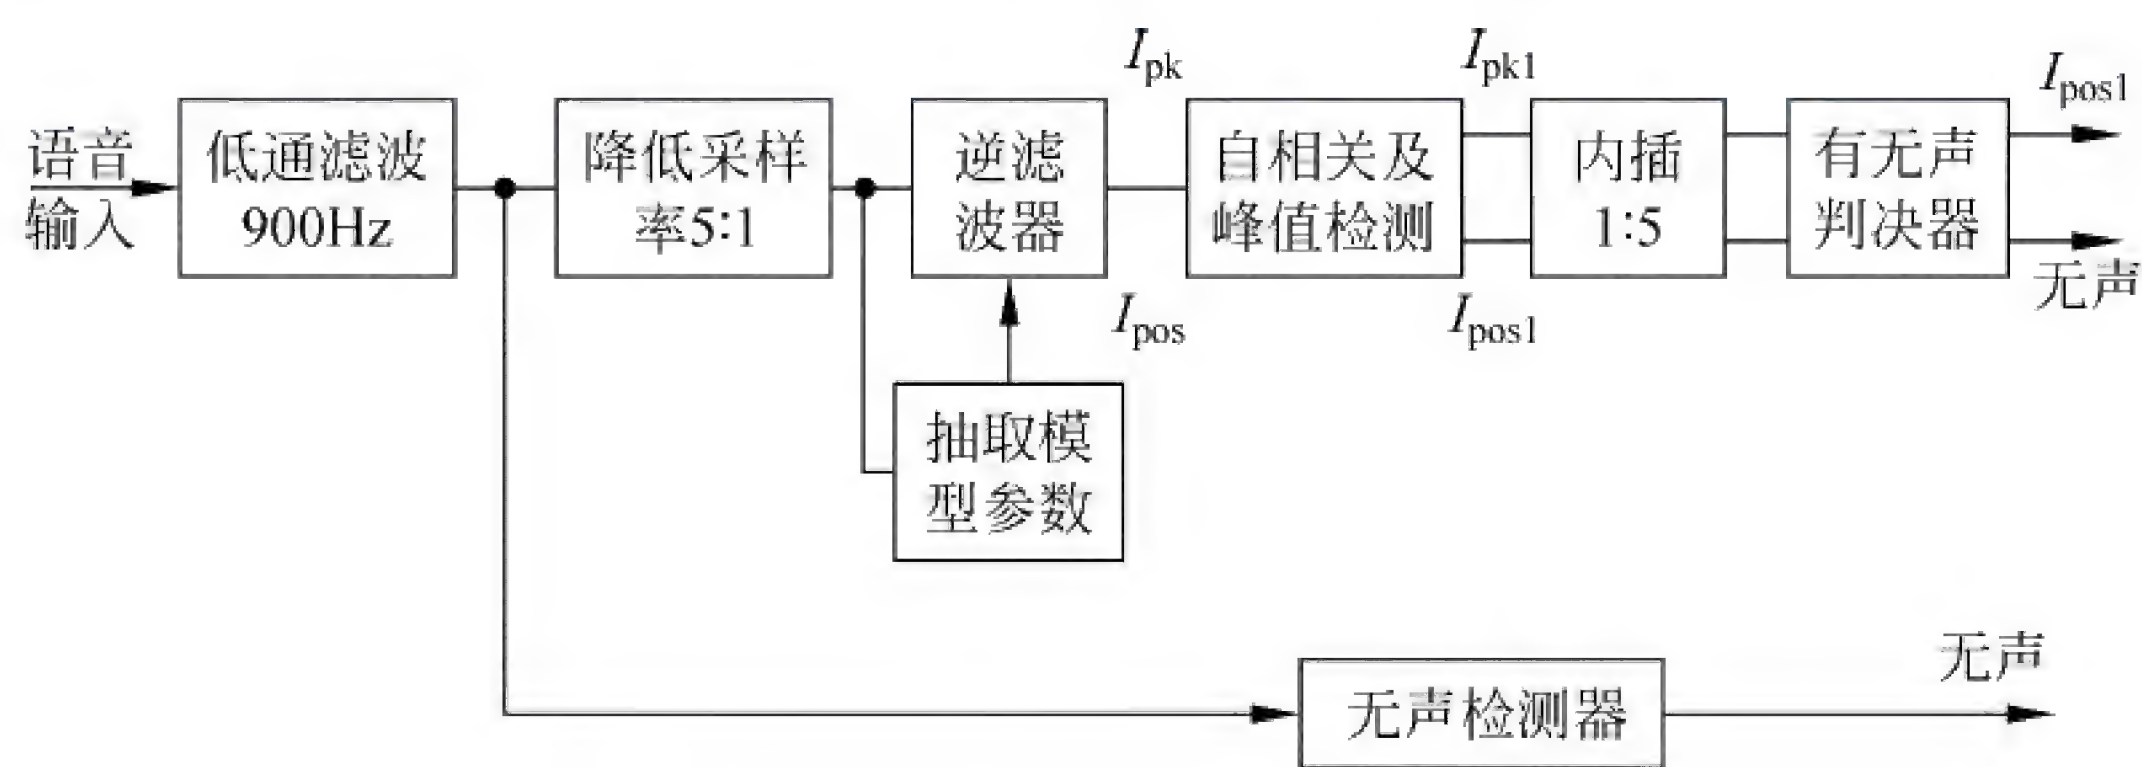 语音
输入
低通滤波
900Hz
降低采样
率5:1
逆滤
波器
I_pk
I_pos
自相关及
峰值检测
I_pk1
I_pos1
内插
1:5
有无声
判决器
I_pos1
无声
抽取模
型参数
无声检测器
无声